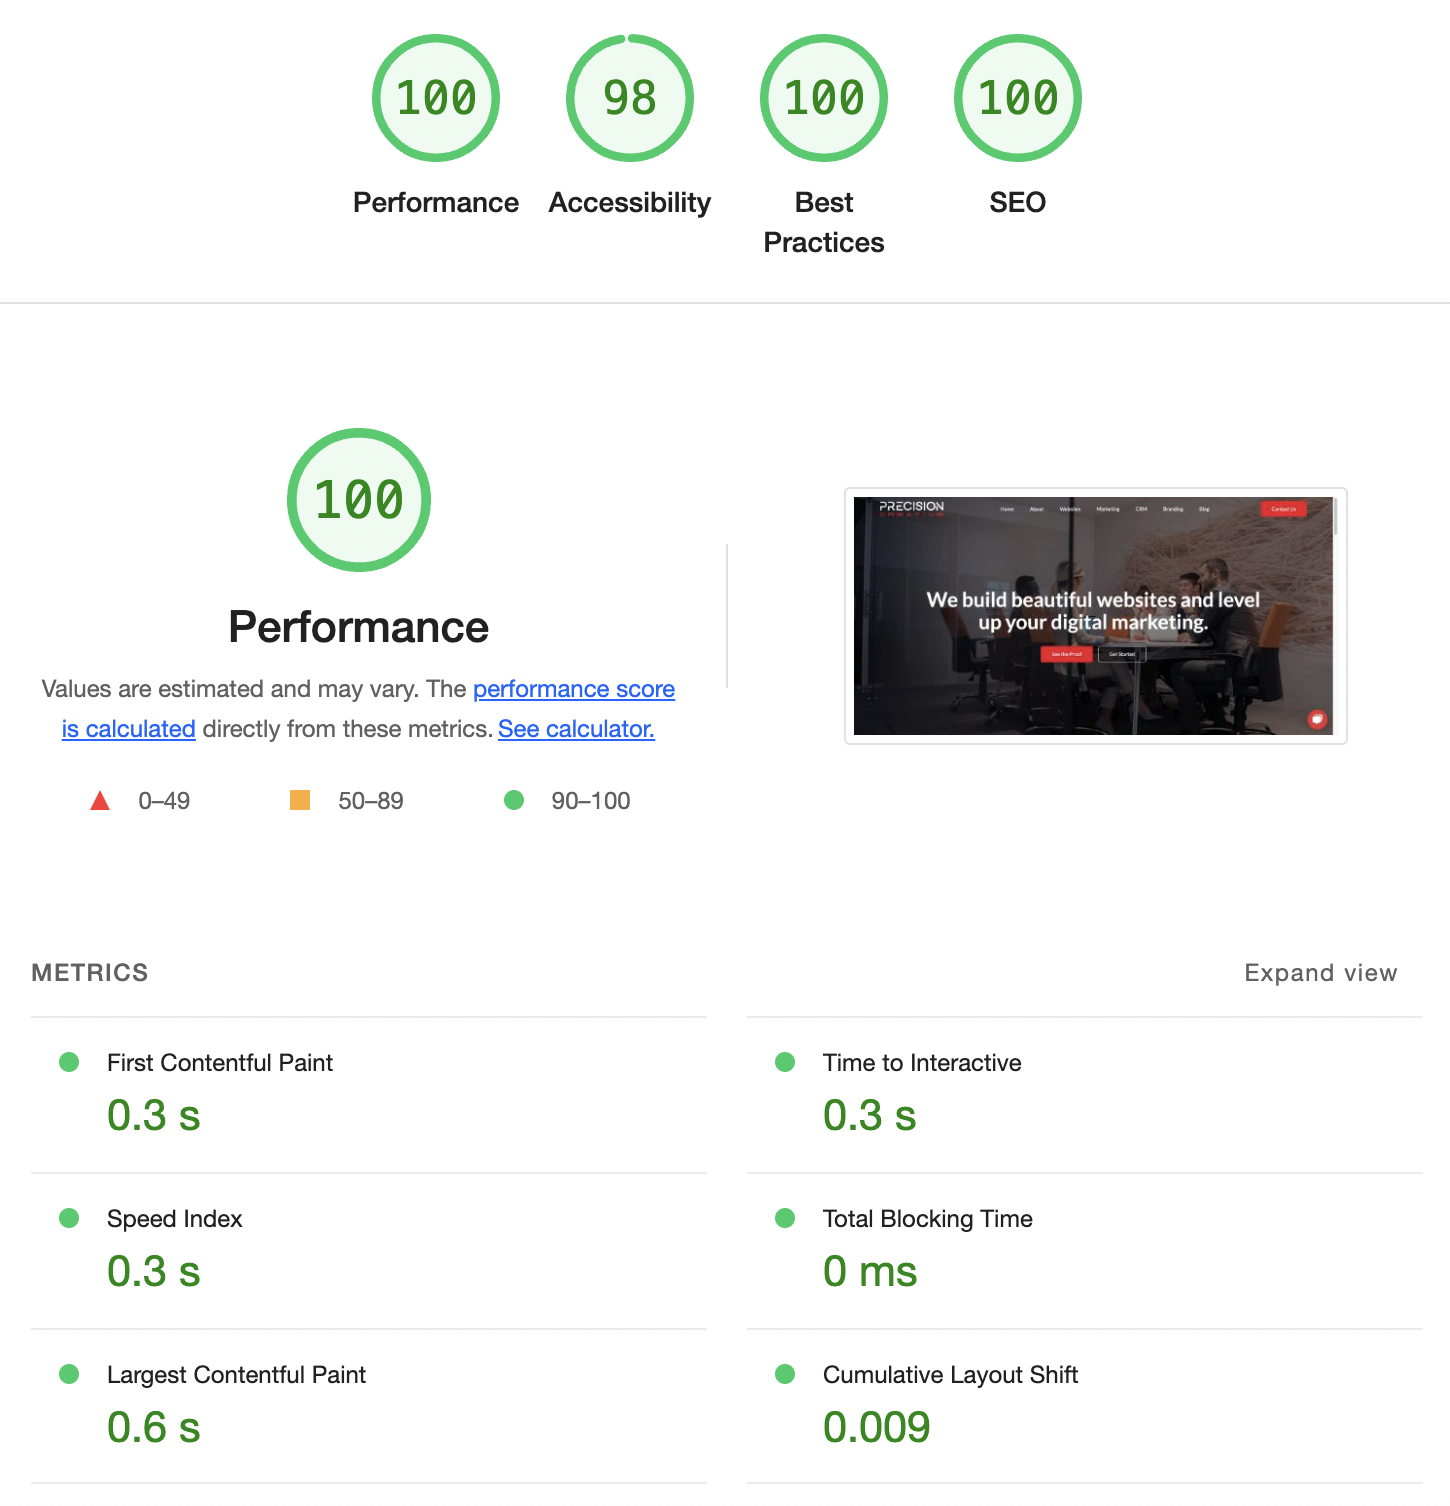 100
98
100
100
Performance
Accessibility
Best
Practices
SEO
100
Performance
Values are estimated and may vary. The performance score
is calculated directly from these metrics. See calculator.
0–49
50–89
90–100
PRECISION
CREATIVE
Home
About
Websites
Marketing
CRM
Branding
Blog
Contact Us
We build beautiful websites and level
up your digital marketing.
See the Proof
Get Started
METRICS
Expand view
First Contentful Paint
0.3 s
Time to Interactive
0.3 s
Speed Index
0.3 s
Total Blocking Time
0 ms
Largest Contentful Paint
0.6 s
Cumulative Layout Shift
0.009